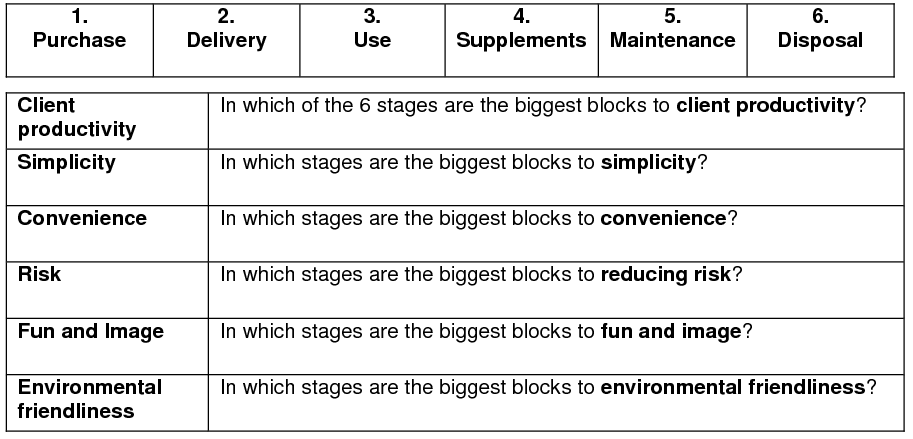 1. 2. 3. 4. 5. 6.
Purchase Delivery Use Supplements Maintenance Disposal
Client In which of the 6 stages are the biggest blocks to client productivity?
productivity
Simplicity In which stages are the biggest blocks to simplicity?
Convenience In which stages are the biggest blocks to convenience?
Risk In which stages are the biggest blocks to reducing risk?
Fun and Image In which stages are the biggest blocks to fun and image?
Environmental In which stages are the biggest blocks to environmental friendliness?
friendliness